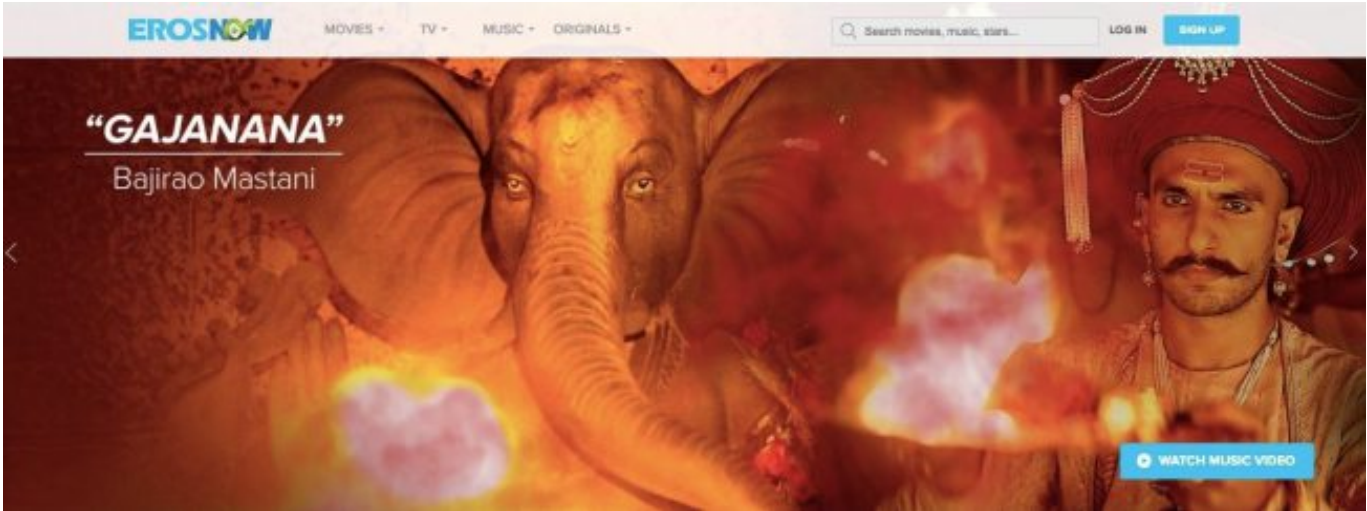 EROSNOW
MOVIES
TV
MUSIC
ORIGINALS
Search movies, music, stars...
LOG IN
SIGN UP
“GAJANANA”
Bajirao Mastani
WATCH MUSIC VIDEO